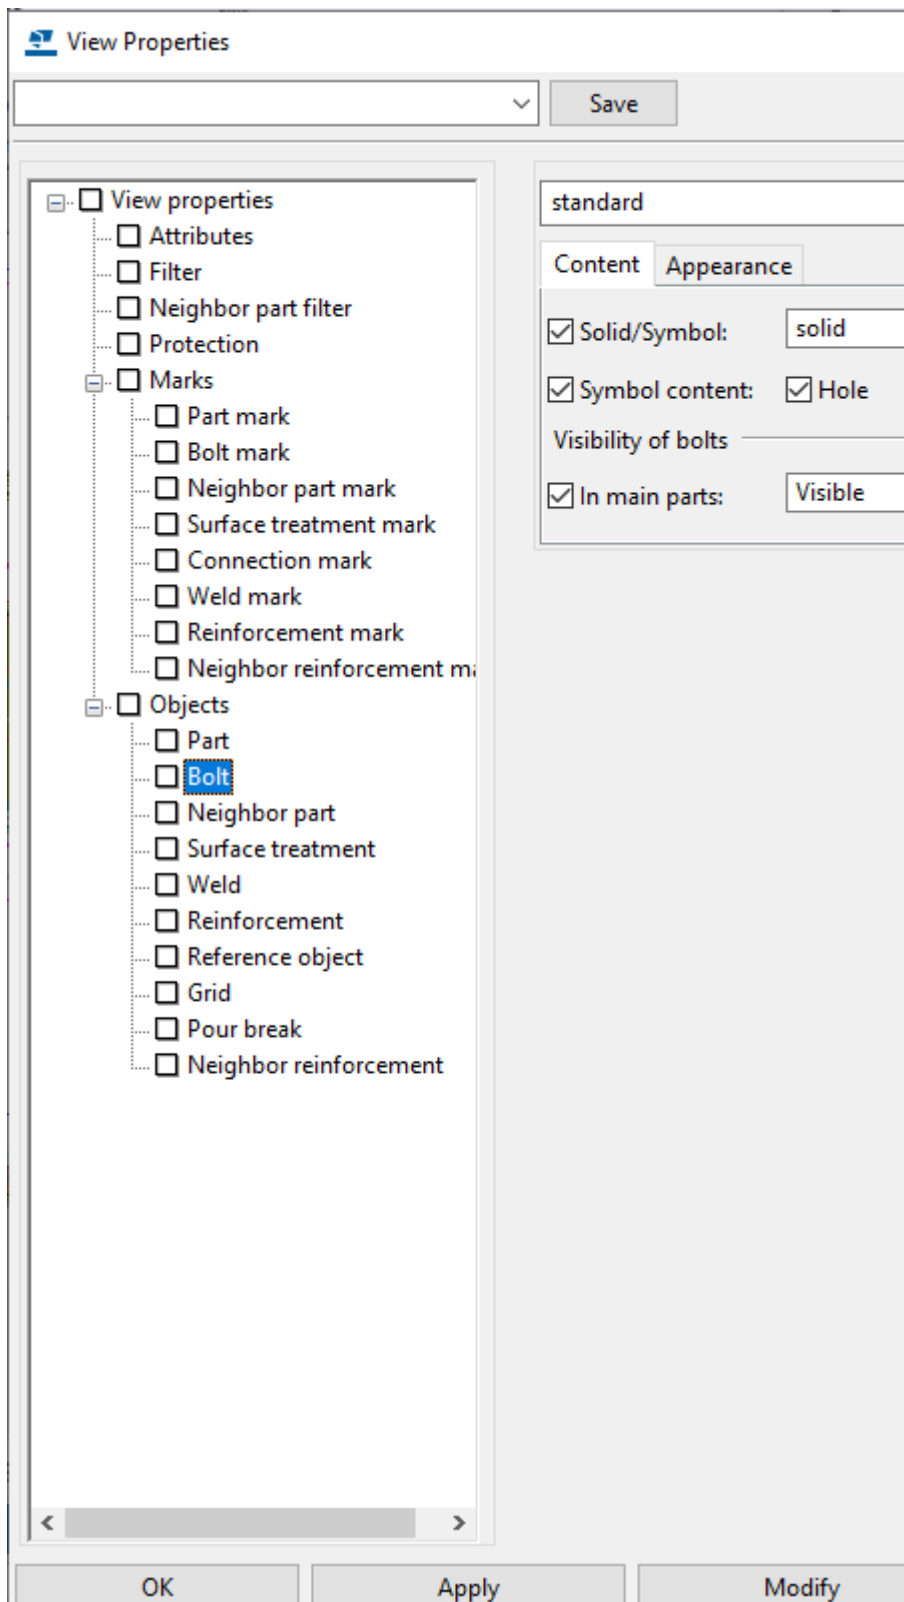 View Properties
Save
View properties
Attributes
Filter
Neighbor part filter
Protection
Marks
Part mark
Bolt mark
Neighbor part mark
Surface treatment mark
Connection mark
Weld mark
Reinforcement mark
Neighbor reinforcement
Objects
Part
Bolt
Neighbor part
Surface treatment
Weld
Reinforcement
Reference object
Grid
Pour break
Neighbor reinforcement
standard
Content Appearance
Solid/Symbol: solid
Symbol content: Hole
Visibility of bolts
In main parts: Visible
OK Apply Modify